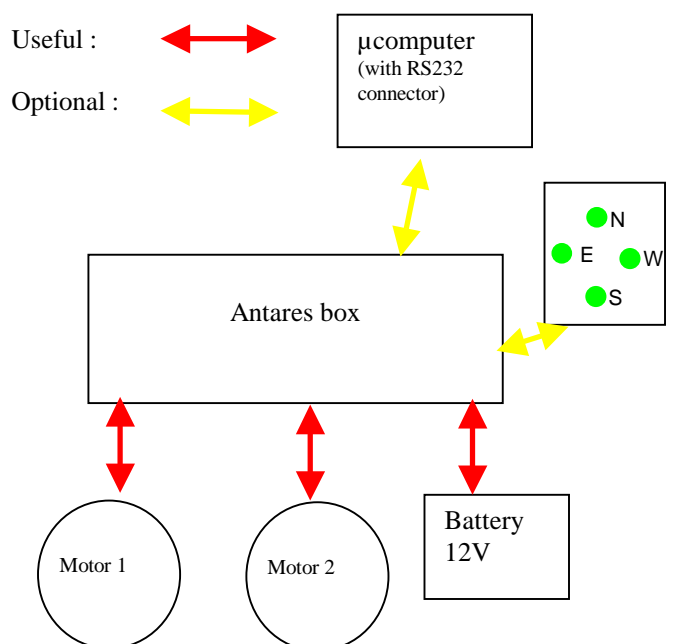 Useful :
Optional :
µcomputer
(with RS232
connector)
N
E W
S
Antares box
Motor 1
Motor 2
Battery
12V